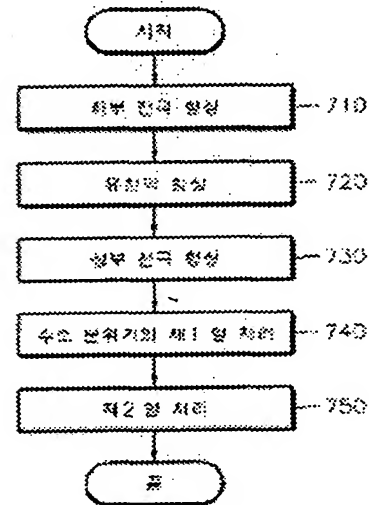 시작
하부 전극 형성 710
유전막 형성 720
상부 전극 형성 730
수소 분위기의 제1 열 처리 740
제2 열 처리 750
끝